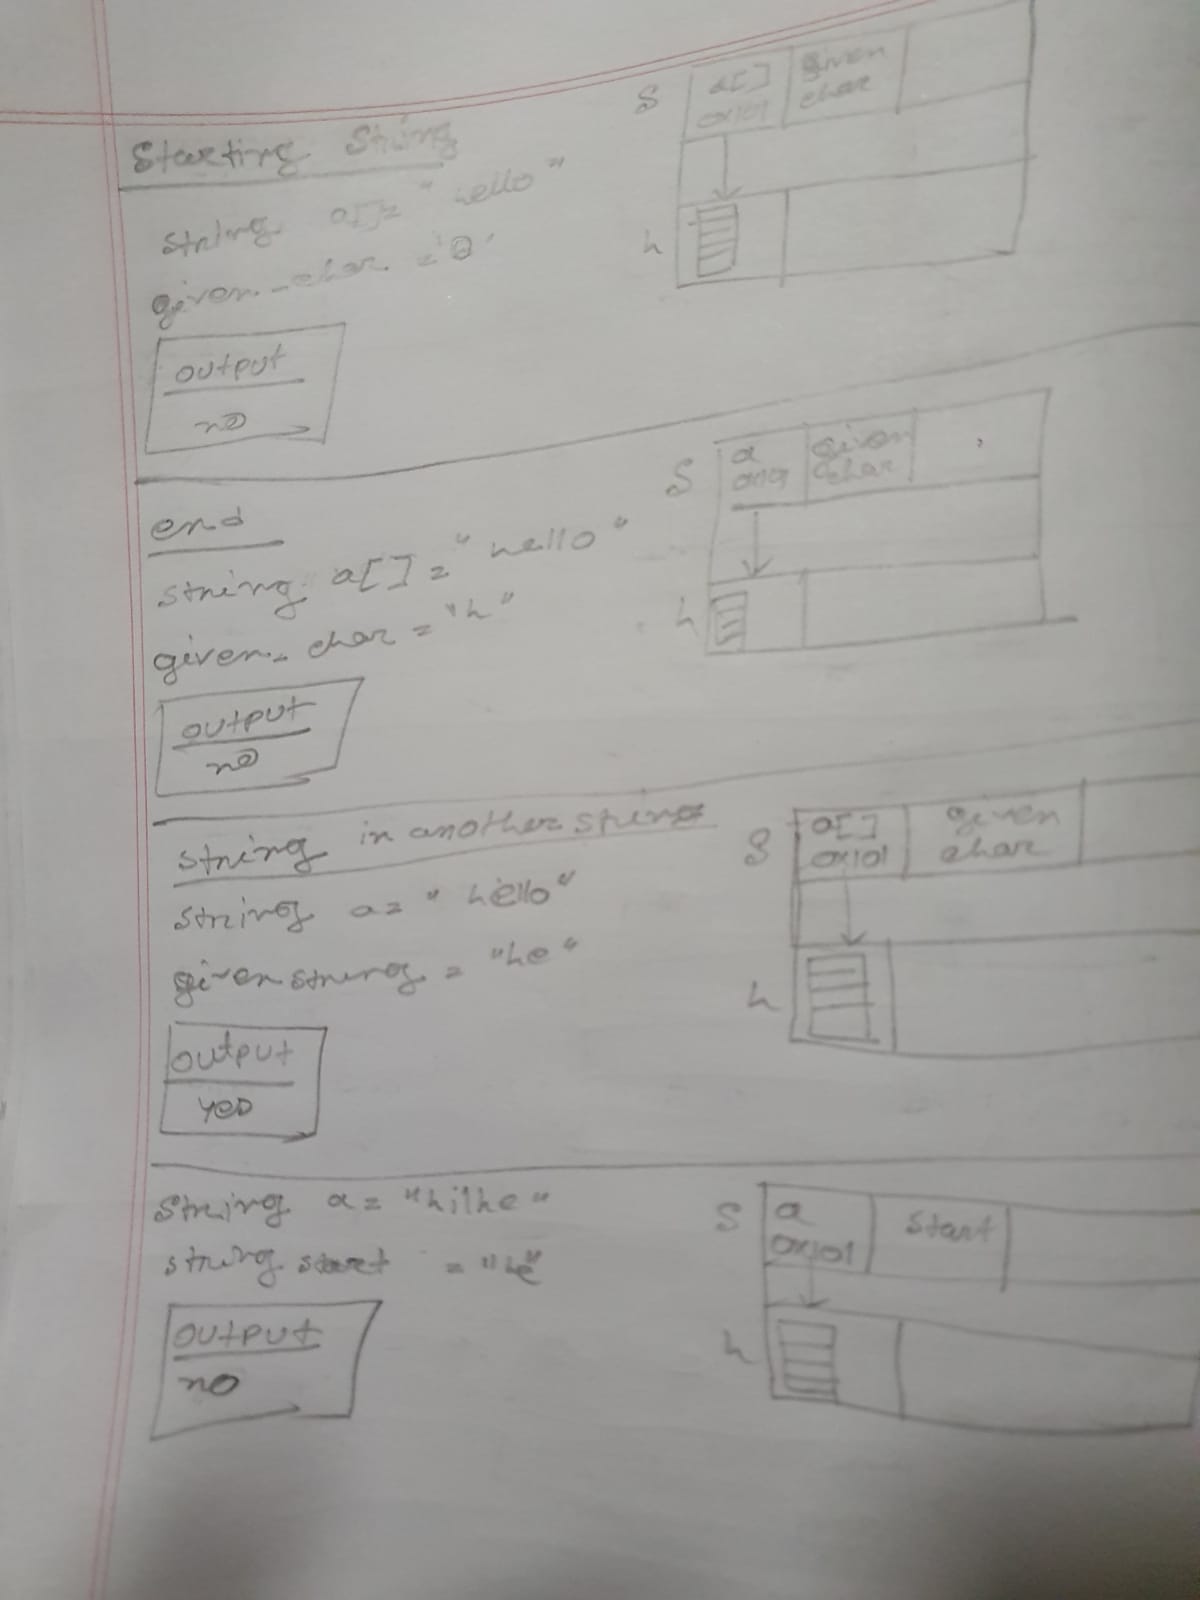 Starting String
S a[] given
0x101 char
String a[]= "hello"
h
given_char = 'o'
output
no
end
S a given
0x101 char
string a[] = "hello"
given_char = "h"
h
output
no
string in another string
S a[] given
0x101 char
string a= "hello"
given string = "he"
h
output
yes
String a= "hilhe"
string start = "he"
S a start
0x101
h
output
no